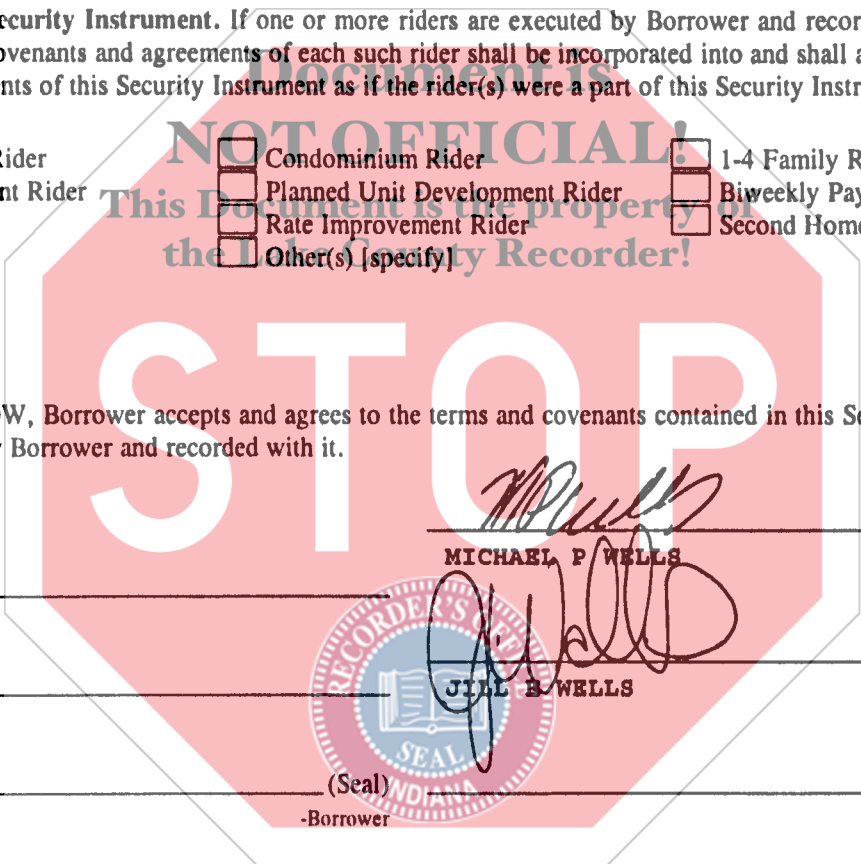 ecurity Instrument. If one or more riders are executed by Borrower and recor
ovenants and agreements of each such rider shall be incorporated into and shall a
nts of this Security Instrument as if the rider(s) were a part of this Security Instr
Document is
NOT OFFICIAL!
This Document is the property of
the Lake County Recorder!
Rider Condominium Rider 1-4 Family R
nt Rider Planned Unit Development Rider Biweekly Pay
Rate Improvement Rider Second Home
Other(s) [specify]
STOP
OW, Borrower accepts and agrees to the terms and covenants contained in this Se
Borrower and recorded with it.
MICHAEL P WELLS
J. Wells
JILL B WELLS
RECORDER'S OFFICE
SEAL
INDIANA
(Seal)
-Borrower